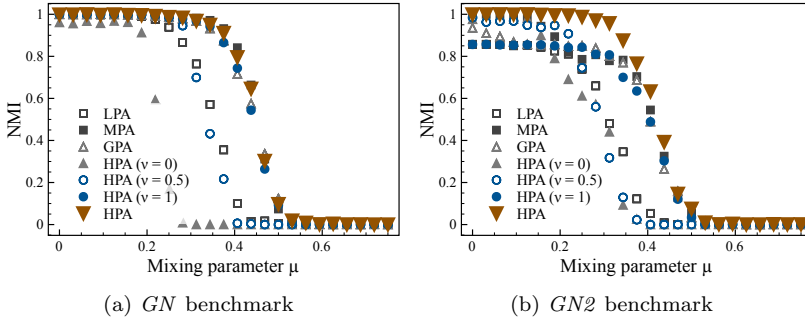 1
0.8
0.6
0.4
0.2
0
NMI
LPA
MPA
GPA
HPA (ν = 0)
HPA (ν = 0.5)
HPA (ν = 1)
HPA
0 0.2 0.4 0.6
Mixing parameter μ
(a) GN benchmark
1
0.8
0.6
0.4
0.2
0
NMI
LPA
MPA
GPA
HPA (ν = 0)
HPA (ν = 0.5)
HPA (ν = 1)
HPA
0 0.2 0.4 0.6
Mixing parameter μ
(b) GN2 benchmark